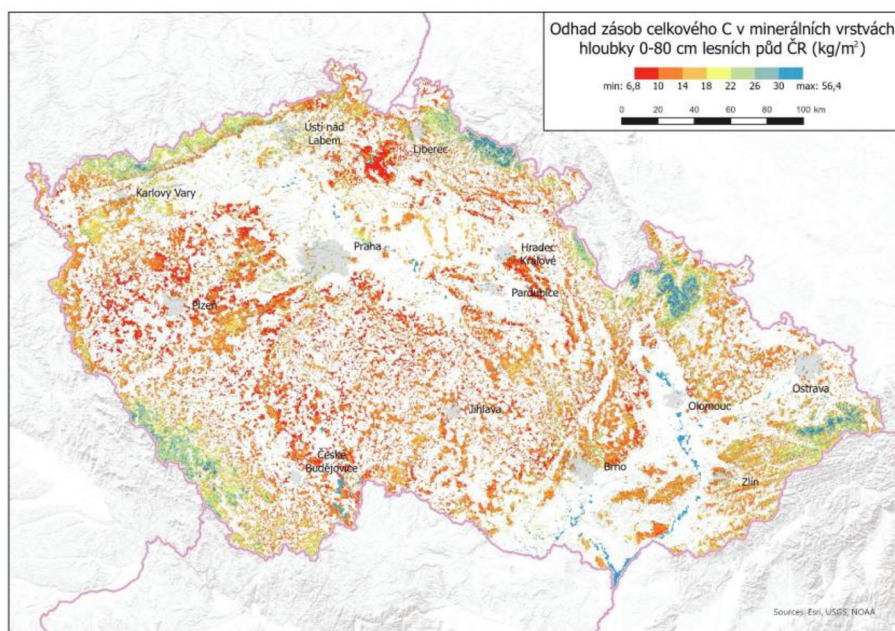 Odhad zásob celkového C v minerálních vrstvách
hloubky 0-80 cm lesních půd ČR (kg/m²)
min: 6,8 10 14 18 22 26 30 max: 56,4
0 20 40 60 80 100 km
Ústí nad
Labem
Liberec
Karlovy Vary
Praha
Hradec
Králové
Pardubice
Plzeň
Ostrava
Jihlava
Olomouc
České
Budějovice
Brno
Zlín
Sources: Esri, USGS, NOAA